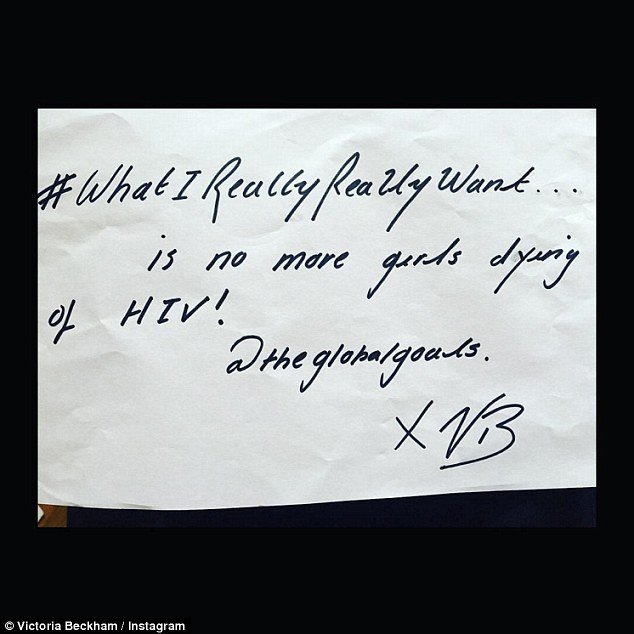 #WhatIReallyReallyWant...
is no more girls dying
of HIV!
@theglobalgoals.
X VB
© Victoria Beckham / Instagram